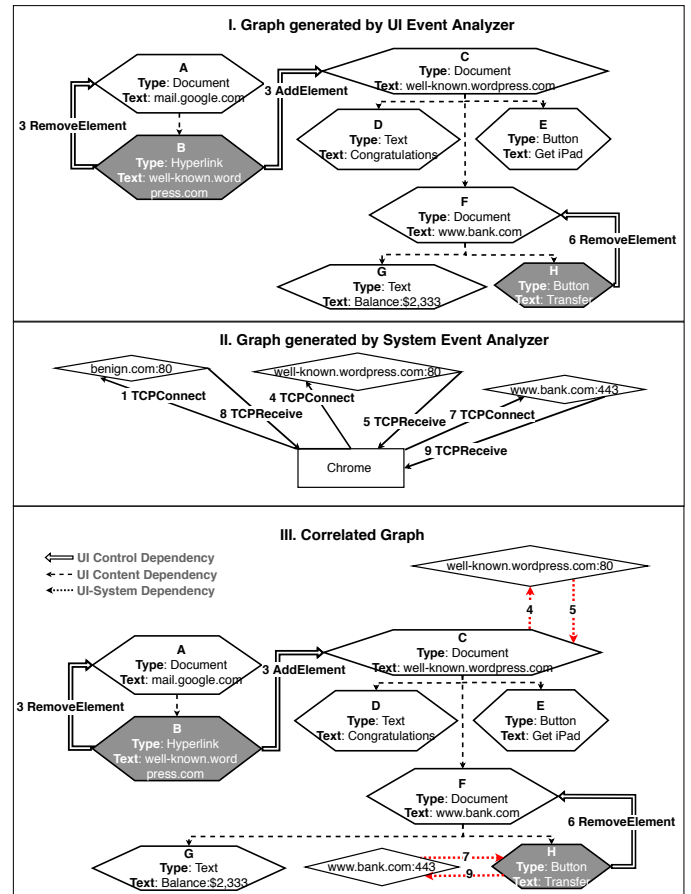 I. Graph generated by UI Event Analyzer
A
Type: Document
Text: mail.google.com
3 RemoveElement
B
Type: Hyperlink
Text: well-known.word
press.com
3 AddElement
C
Type: Document
Text: well-known.wordpress.com
D
Type: Text
Text: Congratulations
E
Type: Button
Text: Get iPad
F
Type: Document
Text: www.bank.com
6 RemoveElement
G
Type: Text
Text: Balance:$2,333
H
Type: Button
Text: Transfer
II. Graph generated by System Event Analyzer
benign.com:80
well-known.wordpress.com:80
www.bank.com:443
1 TCPConnect
8 TCPReceive
4 TCPConnect
5 TCPReceive
7 TCPConnect
9 TCPReceive
Chrome
III. Correlated Graph
UI Control Dependency
UI Content Dependency
UI-System Dependency
well-known.wordpress.com:80
4
5
A
Type: Document
Text: mail.google.com
3 RemoveElement
B
Type: Hyperlink
Text: well-known.word
press.com
3 AddElement
C
Type: Document
Text: well-known.wordpress.com
D
Type: Text
Text: Congratulations
E
Type: Button
Text: Get iPad
F
Type: Document
Text: www.bank.com
6 RemoveElement
G
Type: Text
Text: Balance:$2,333
www.bank.com:443
7
9
H
Type: Button
Text: Transfer